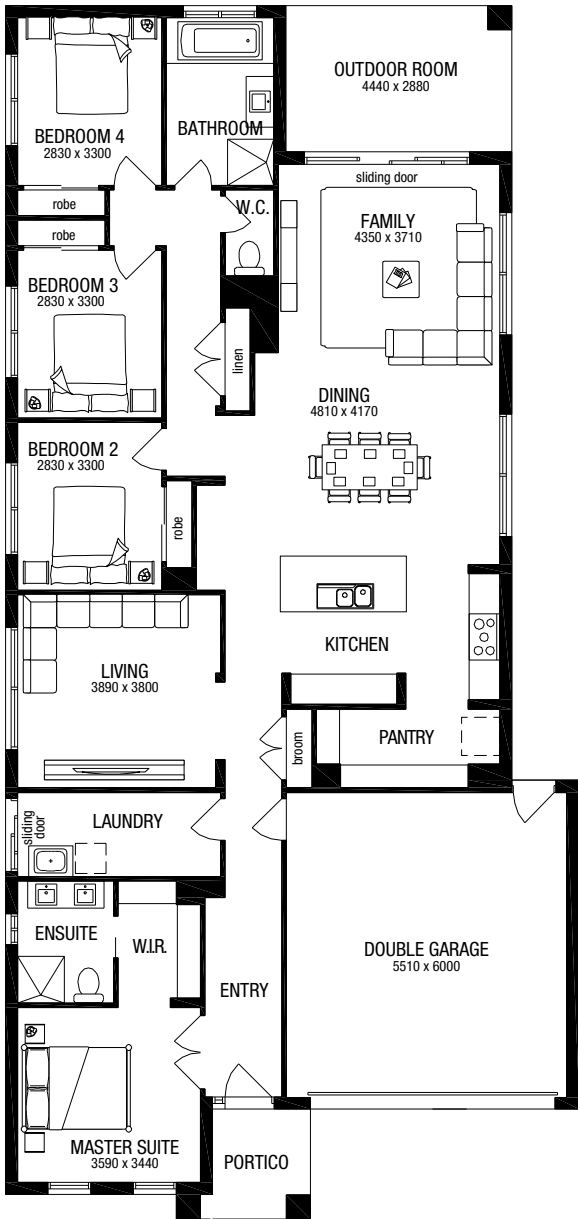 OUTDOOR ROOM
4440 x 2880
BATHROOM
BEDROOM 4
2830 x 3300
sliding door
robe
W.C.
FAMILY
4350 x 3710
robe
BEDROOM 3
2830 x 3300
linen
DINING
4810 x 4170
BEDROOM 2
2830 x 3300
robe
KITCHEN
LIVING
3890 x 3800
PANTRY
broom
sliding
door
LAUNDRY
ENSUITE
W.I.R.
DOUBLE GARAGE
5510 x 6000
ENTRY
MASTER SUITE
3590 x 3440
PORTICO